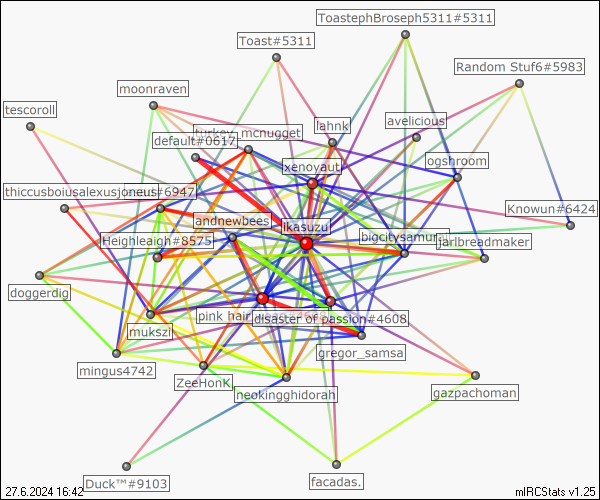 ToastephBroseph5311#5311
Toast#5311
Random Stuf6#5983
moonraven
tescoroll
lahnk
avelicious
turkey_mcnugget
default#0617
ogshroom
xenoyaut
thiccusboiusalexusjoneus#6947
Knowun#6424
andnewbees
ikasuzu
Heighleaigh#8575
bigcitysamurai
jarlbreadmaker
doggerdig
pink hair
disaster of passion#4608
mukszi
gregor_samsa
mingus4742
ZeeHonK
neokingghidorah
gazpachoman
Duck™#9103
facadas.
27.6.2024 16:42
mIRCStats v1.25